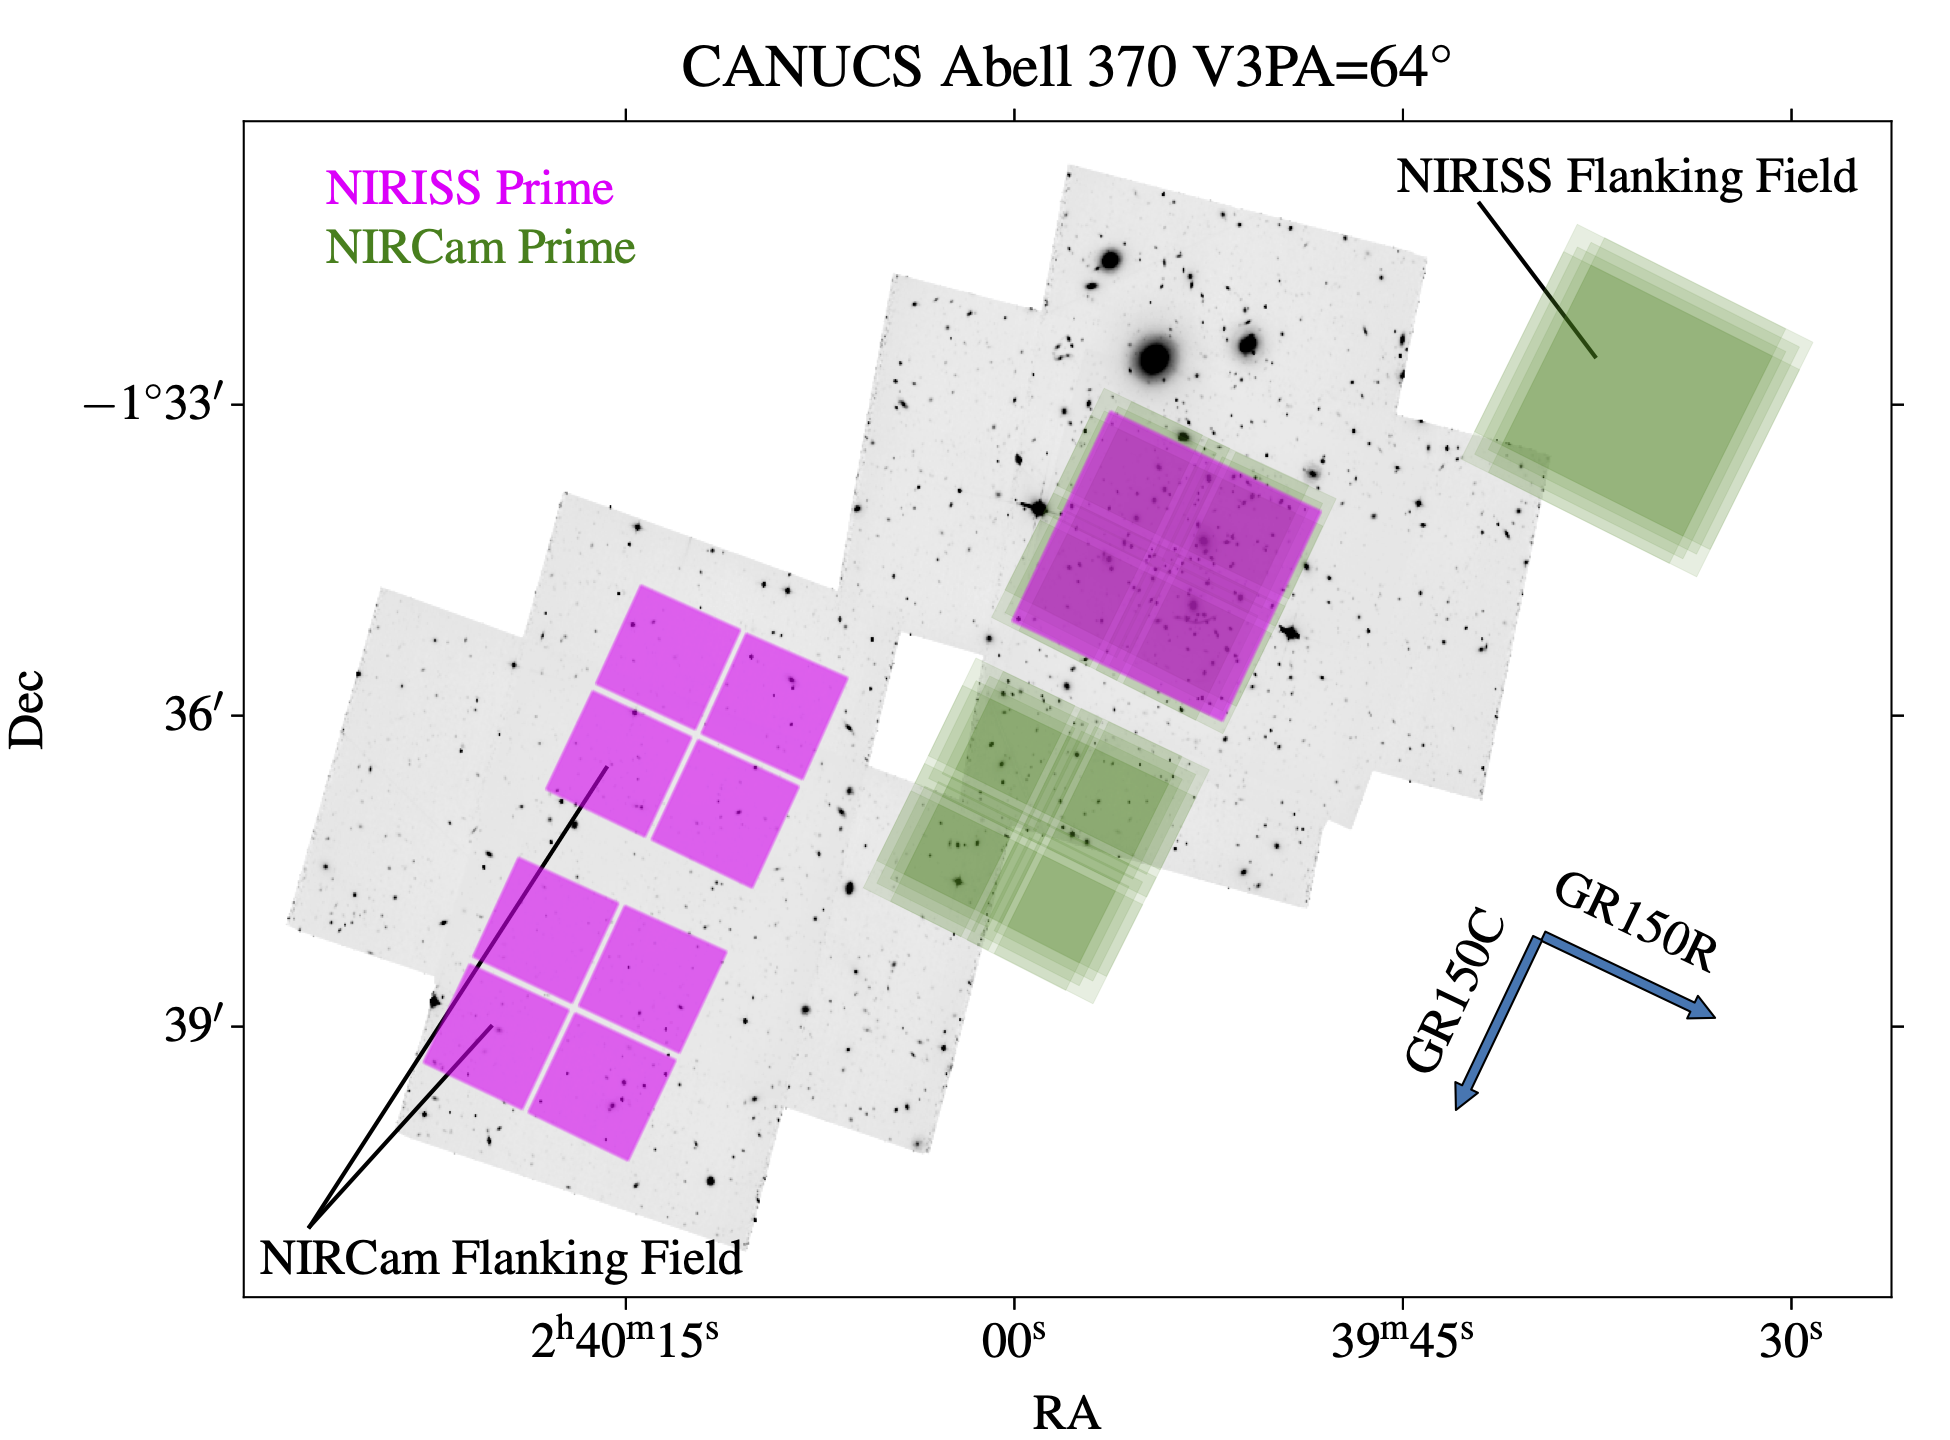 CANUCS Abell 370 V3PA=64°
NIRISS Prime
NIRCam Prime
NIRISS Flanking Field
−1°33′
36′
39′
Dec
GR150C
GR150R
NIRCam Flanking Field
2ʰ40ᵐ15ˢ
00ˢ
39ᵐ45ˢ
30ˢ
RA